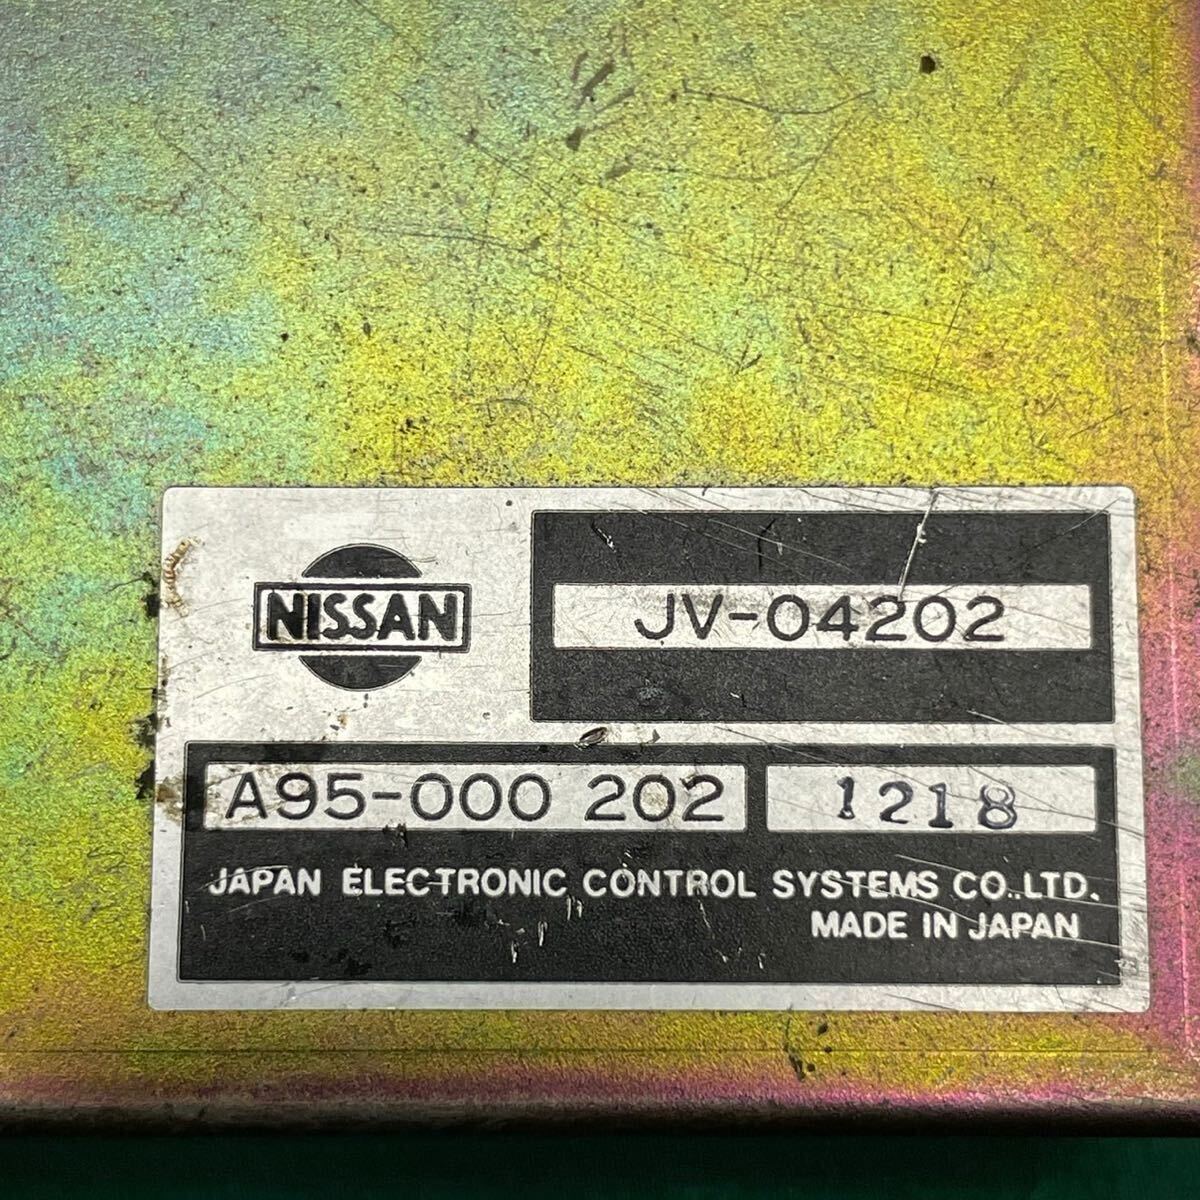 NISSAN
JV-04202
A95-000 202
1218
JAPAN ELECTRONIC CONTROL SYSTEMS CO.,LTD.
MADE IN JAPAN